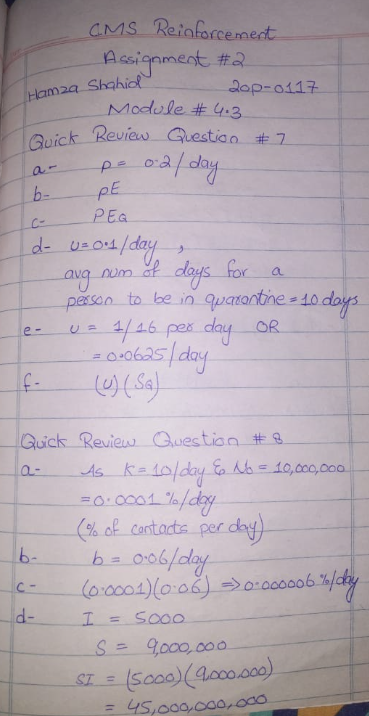 CMS Reinforcement
Assignment #2
Hamza Shahid 20p-0117
Module # 4.3
Quick Review Question # 7
a- p = 0.2/day
b- pE
c- PEQ
d- u=0.1/day ,
avg num of days for a
person to be in quarantine = 10 days
e- u = 1/16 per day OR
= 0.0625/day
f- (u)(SQ)
Quick Review Question # 8
a- As K= 10/day & No = 10,000,000
= 0.0001 %/day
(% of contacts per day)
b- b = 0.06/day
c- (0.0001)(0.06) => 0.000006 %/day
d- I = 5000
S = 9,000,000
SI = (5000)(9,000,000)
= 45,000,000,000